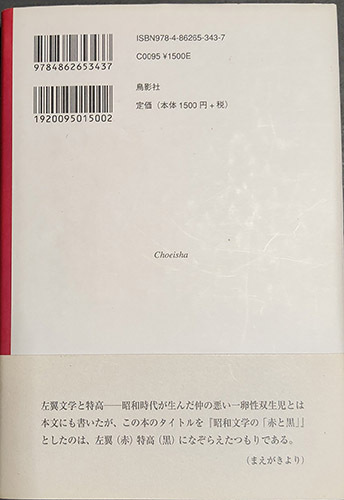 ISBN978-4-86265-343-7
C0095 ¥1500E
9784862653437
鳥影社
定価（本体 1500 円+税）
1920095015002
Choeisha
左翼文学と特高──昭和時代が生んだ仲の悪い一卵性双生児とは
本文にも書いたが、この本のタイトルを『昭和文学の「赤と黒」』
としたのは、左翼（赤）特高（黒）になぞらえたつもりである。
（まえがきより）